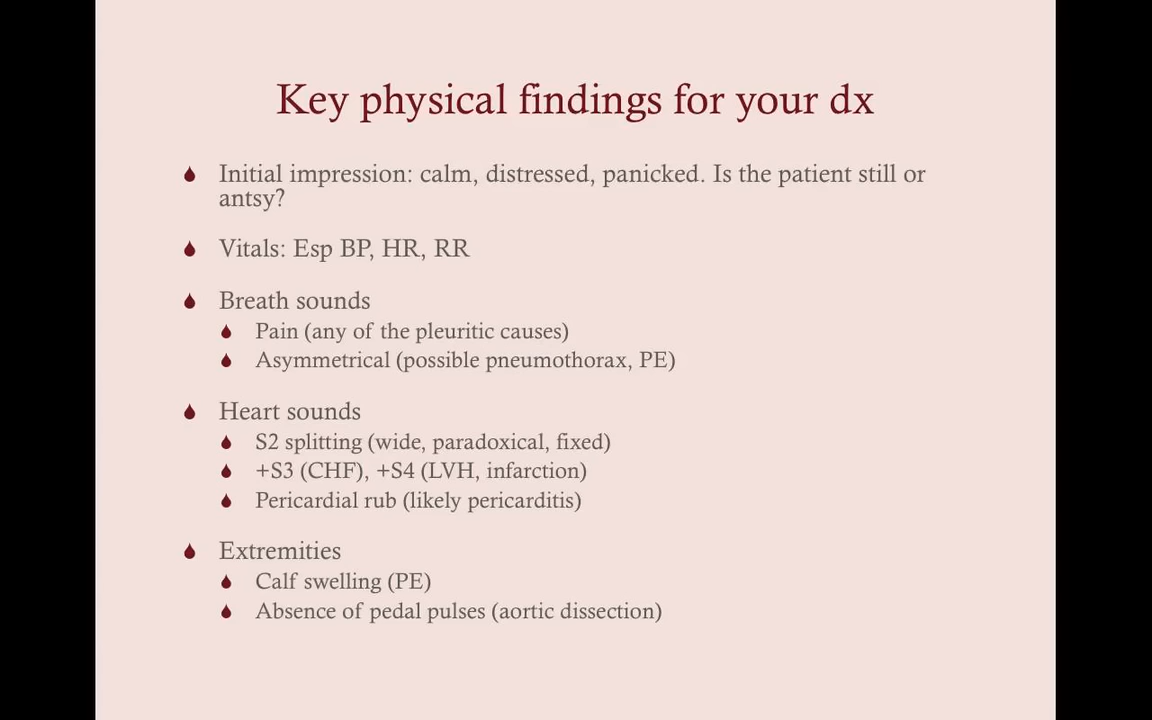 Key physical findings for your dx
Initial impression: calm, distressed, panicked. Is the patient still or
antsy?
Vitals: Esp BP, HR, RR
Breath sounds
Pain (any of the pleuritic causes)
Asymmetrical (possible pneumothorax, PE)
Heart sounds
S2 splitting (wide, paradoxical, fixed)
+S3 (CHF), +S4 (LVH, infarction)
Pericardial rub (likely pericarditis)
Extremities
Calf swelling (PE)
Absence of pedal pulses (aortic dissection)